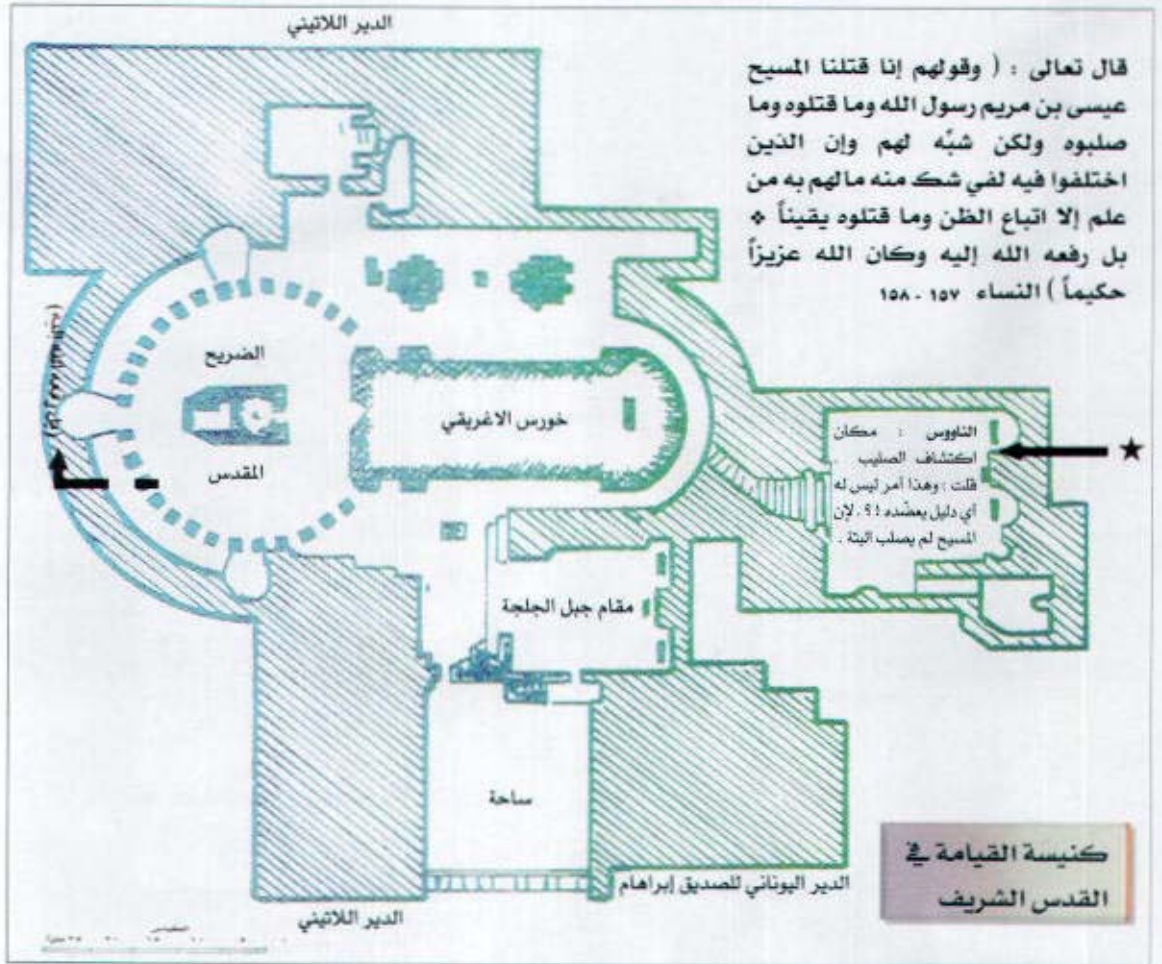 الدير اللاتيني
قال تعالى : ( وقولهم إنا قتلنا المسيح
عيسى بن مريم رسول الله وما قتلوه وما
صلبوه ولكن شبّه لهم وإن الذين
اختلفوا فيه لفي شك منه مالهم به من
علم إلا اتباع الظن وما قتلوه يقيناً ❖
بل رفعه الله إليه وكان الله عزيزاً
حكيماً ) النساء ١٥٧ - ١٥٨
الضريح
المقدس
خورس الاغريقي
الناووس : مكان
اكتشاف الصليب .
قلت : وهذا أمر ليس له
أي دليل يعضّده ؟! . لإن
المسيح لم يصلب البتة .
مقام جبل الجلجة
ساحة
الدير اليوناني للصديق إبراهام
الدير اللاتيني
كنيسة القيامة في
القدس الشريف